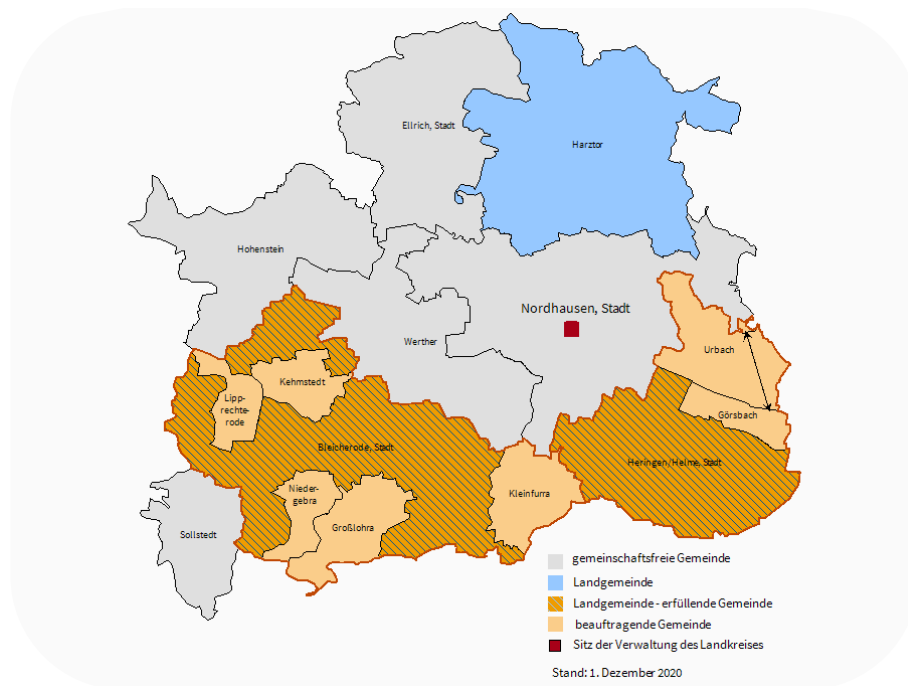 Ellrich, Stadt
Harztor
Hohenstein
Nordhausen, Stadt
Werther
Urbach
Kehmstedt
Lipp-
rechte-
rode
Görsbach
Bleicherode, Stadt
Heringen/Helme, Stadt
Nieder-
gebra
Kleinfurra
Großlohra
Sollstedt
gemeinschaftsfreie Gemeinde
Landgemeinde
Landgemeinde - erfüllende Gemeinde
beauftragende Gemeinde
Sitz der Verwaltung des Landkreises
Stand: 1. Dezember 2020